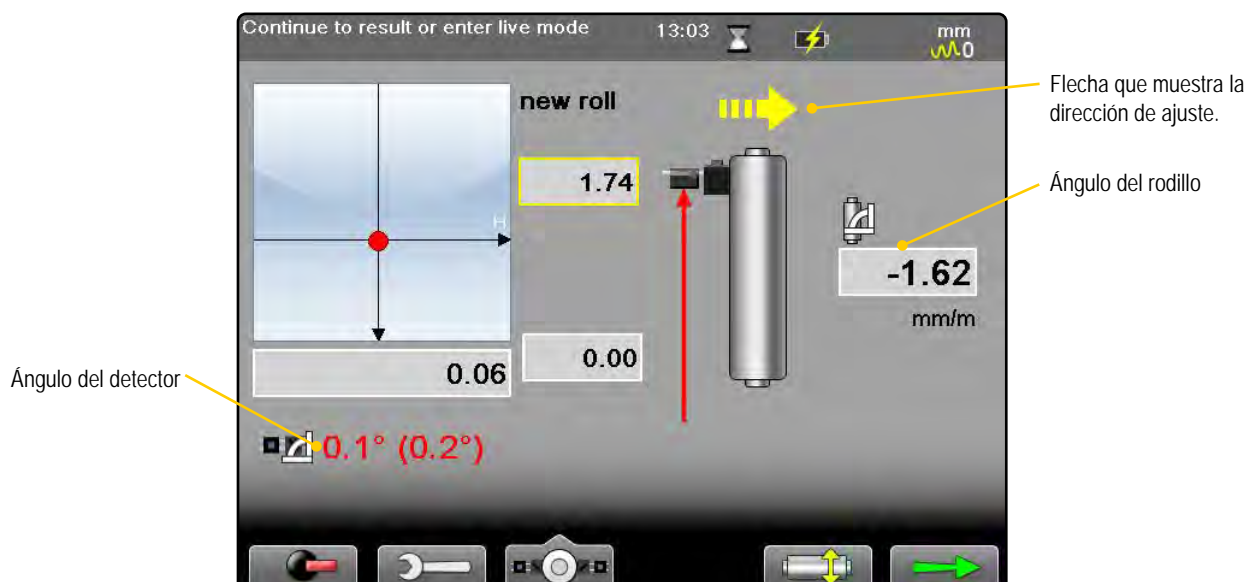 Continue to result or enter live mode
13:03
mm
0
new roll
Flecha que muestra la
dirección de ajuste.
1.74
H
Ángulo del rodillo
-1.62
mm/m
0.00
0.06
Ángulo del detector
0.1° (0.2°)